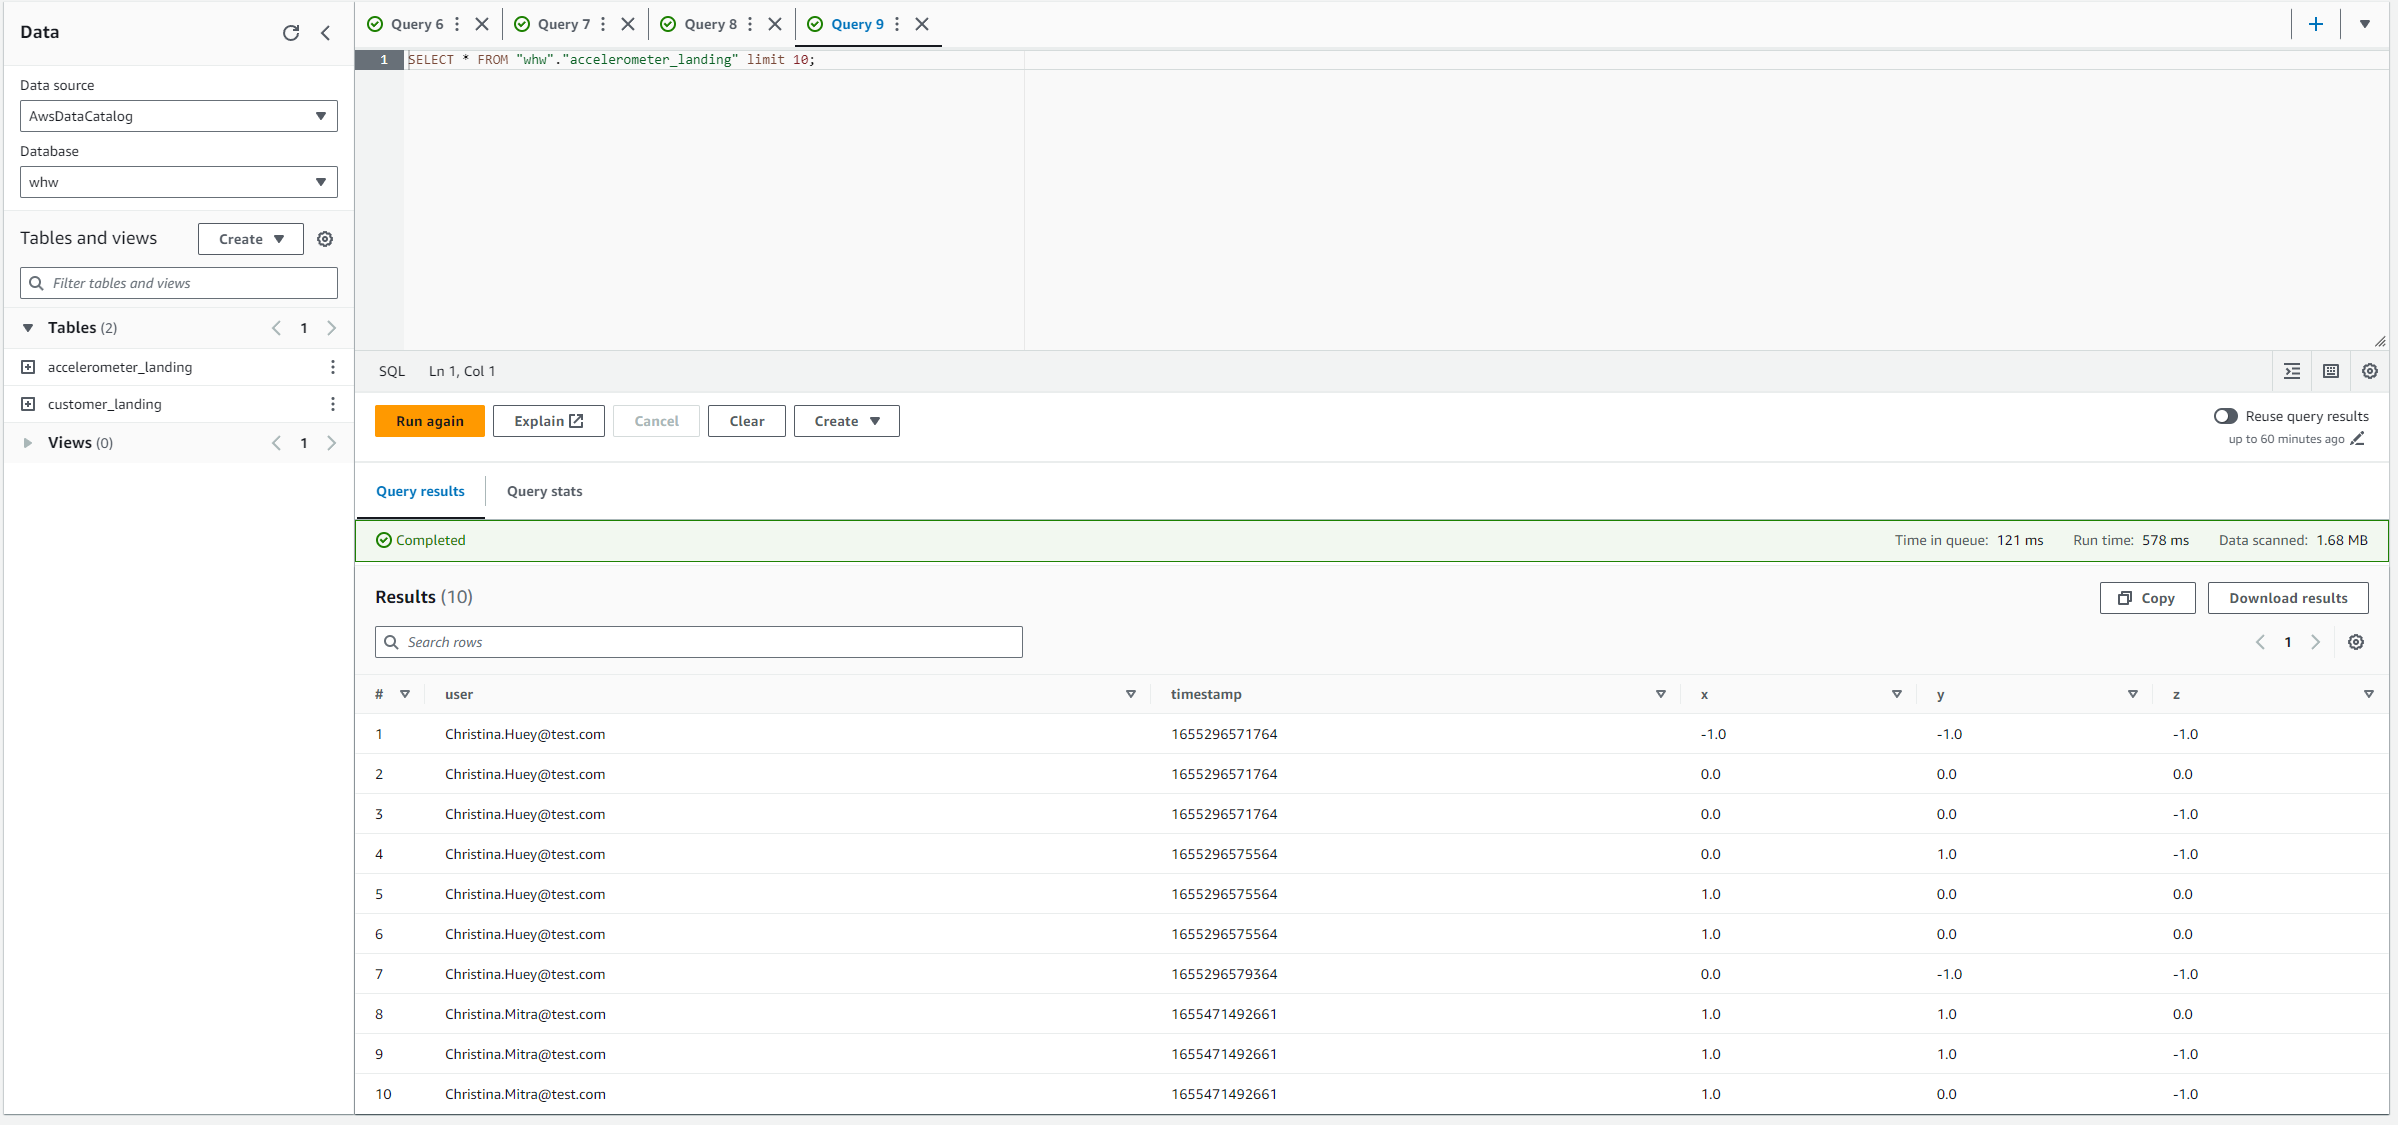 Data
Data source
AwsDataCatalog
Database
whw
Tables and views
Create
Filter tables and views
Tables (2)
1
accelerometer_landing
customer_landing
Views (0)
1
Query 6
Query 7
Query 8
Query 9
1 SELECT * FROM "whw"."accelerometer_landing" limit 10;
SQL Ln 1, Col 1
Run again
Explain
Cancel
Clear
Create
Reuse query results
up to 60 minutes ago
Query results
Query stats
Completed
Time in queue: 121 ms Run time: 578 ms Data scanned: 1.68 MB
Results (10)
Copy
Download results
Search rows
1
# user timestamp x y z
1 Christina.Huey@test.com 1655296571764 -1.0 -1.0 -1.0
2 Christina.Huey@test.com 1655296571764 0.0 0.0 0.0
3 Christina.Huey@test.com 1655296571764 0.0 0.0 -1.0
4 Christina.Huey@test.com 1655296575564 0.0 1.0 -1.0
5 Christina.Huey@test.com 1655296575564 1.0 0.0 0.0
6 Christina.Huey@test.com 1655296575564 1.0 0.0 0.0
7 Christina.Huey@test.com 1655296579364 0.0 -1.0 -1.0
8 Christina.Mitra@test.com 1655471492661 1.0 1.0 0.0
9 Christina.Mitra@test.com 1655471492661 1.0 1.0 -1.0
10 Christina.Mitra@test.com 1655471492661 1.0 0.0 -1.0